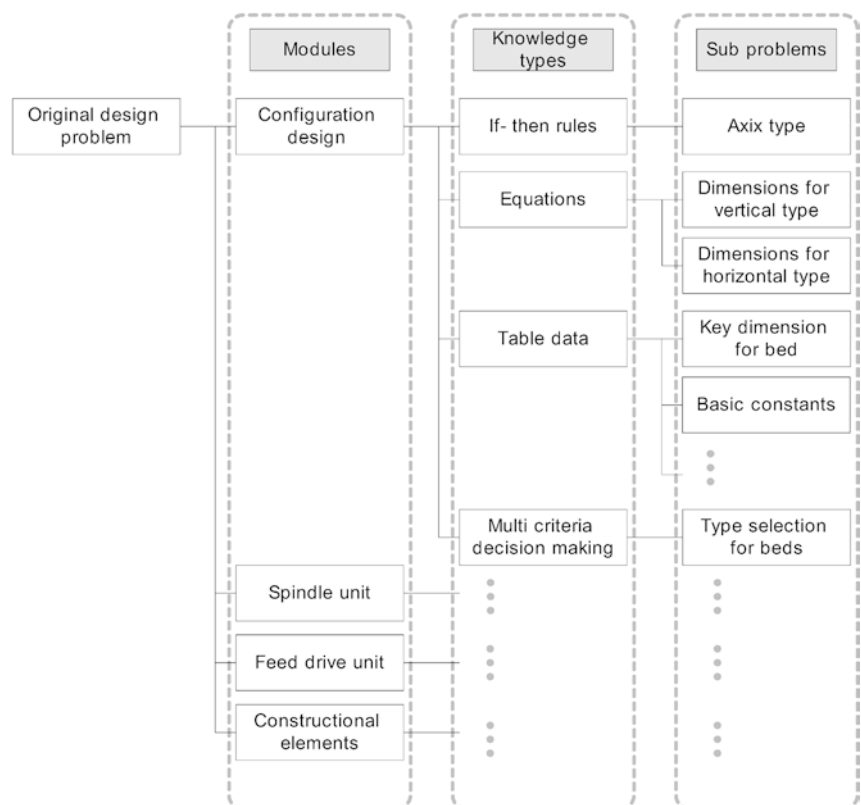 Modules
Knowledge
types
Sub problems
Original design
problem
Configuration
design
If- then rules
Axix type
Equations
Dimensions for
vertical type
Dimensions for
horizontal type
Table data
Key dimension
for bed
Basic constants
Multi criteria
decision making
Type selection
for beds
Spindle unit
Feed drive unit
Constructional
elements